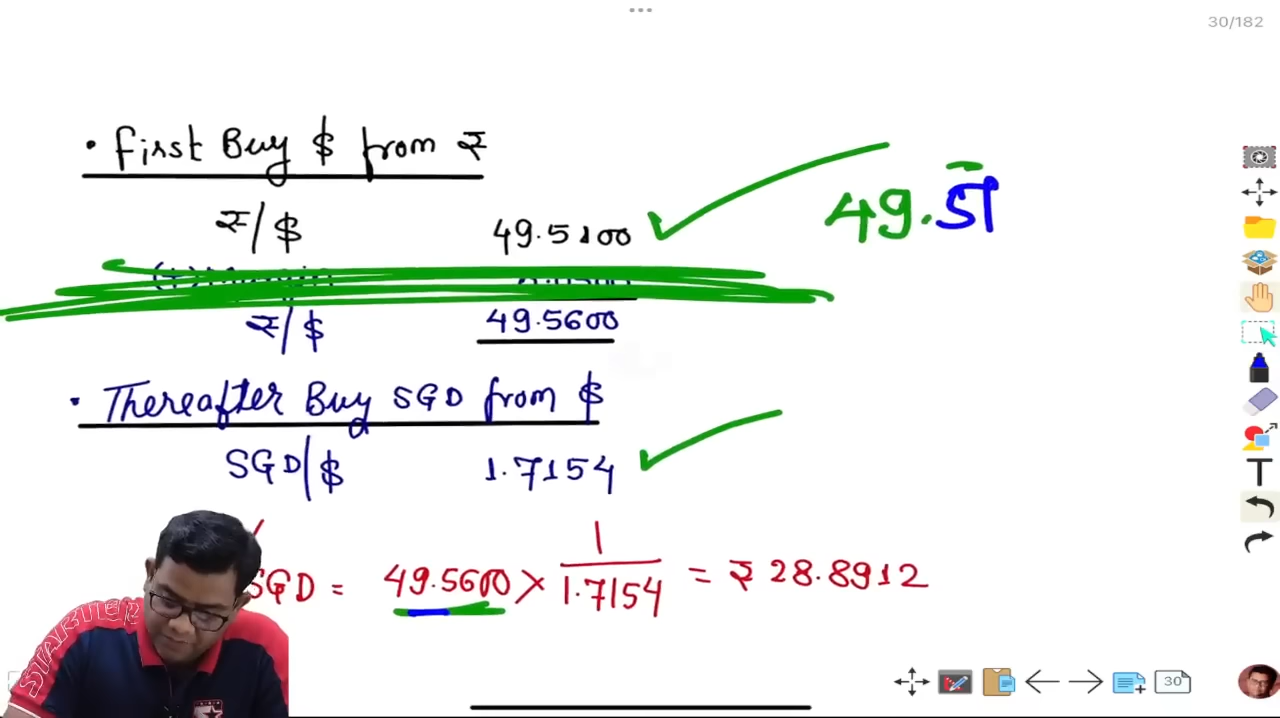 30/182
• First Buy $ from ₹
₹/$ 49.5100
49.51
₹/$ 49.5600
• Thereafter Buy SGD from $
SGD/$ 1.7154
SGD = 49.5600 × 1/1.7154 = ₹ 28.8912
STARTER
30